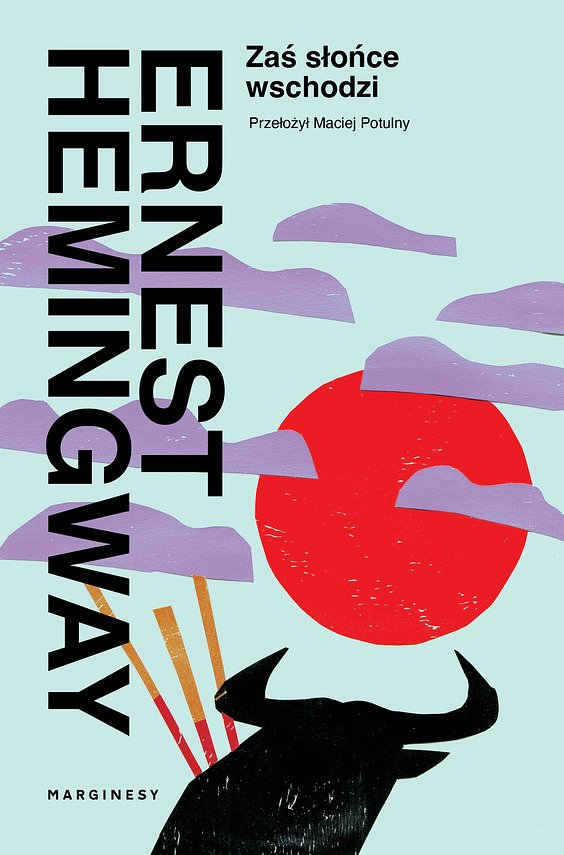 ERNEST
HEMINGWAY
Zaś słońce
wschodzi
Przełożył Maciej Potulny
MARGINESY